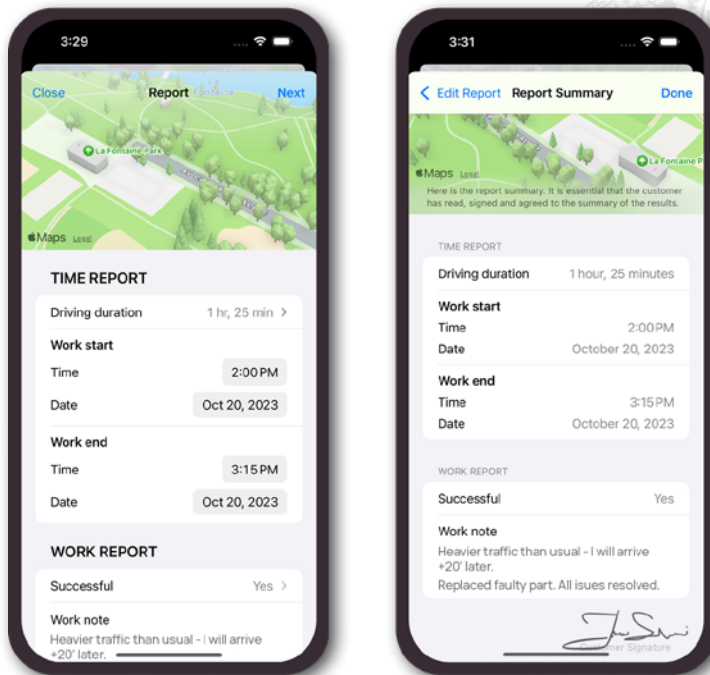 3:29
Close
Report
Next
La Fontaine Park
Maps Legal
TIME REPORT
Driving duration
1 hr, 25 min
Work start
Time
2:00 PM
Date
Oct 20, 2023
Work end
Time
3:15 PM
Date
Oct 20, 2023
WORK REPORT
Successful
Yes
Work note
Heavier traffic than usual - I will arrive
+20' later.
3:31
Edit Report
Report Summary
Done
La Fontaine P
Maps Legal
Here is the report summary. It is essential that the customer
has read, signed and agreed to the summary of the results.
TIME REPORT
Driving duration
1 hour, 25 minutes
Work start
Time
2:00 PM
Date
October 20, 2023
Work end
Time
3:15 PM
Date
October 20, 2023
WORK REPORT
Successful
Yes
Work note
Heavier traffic than usual - I will arrive
+20' later.
Replaced faulty part. All isues resolved.
Customer Signature